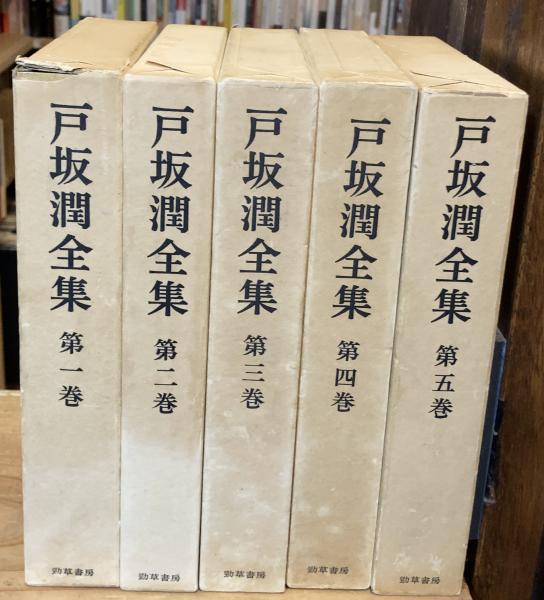 戸坂潤全集 第一巻
勁草書房
戸坂潤全集 第二巻
勁草書房
戸坂潤全集 第三巻
勁草書房
戸坂潤全集 第四巻
勁草書房
戸坂潤全集 第五巻
勁草書房